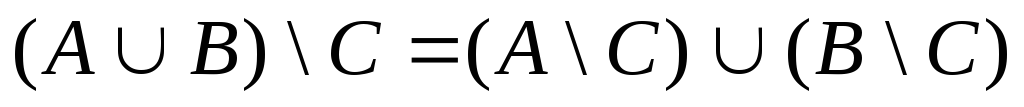 (A ∪ B) \ C = (A \ C) ∪ (B \ C)